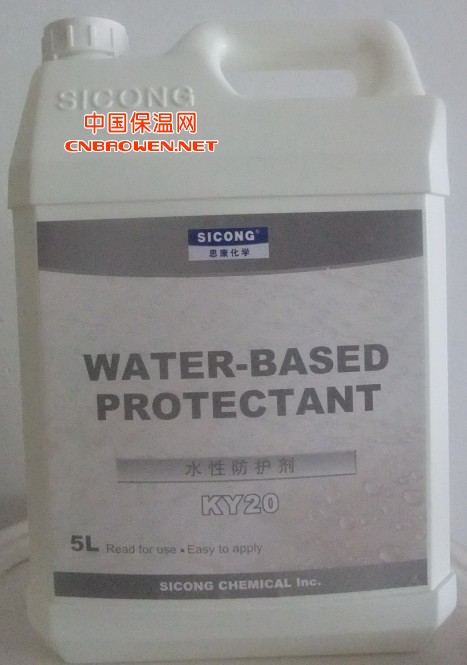 SICONG
中国保温网
CNBAOWEN.NET
SICONG®
思康化学
WATER-BASED
PROTECTANT
水性防护剂
KY20
5L Read for use • Easy to apply
SICONG CHEMICAL Inc.